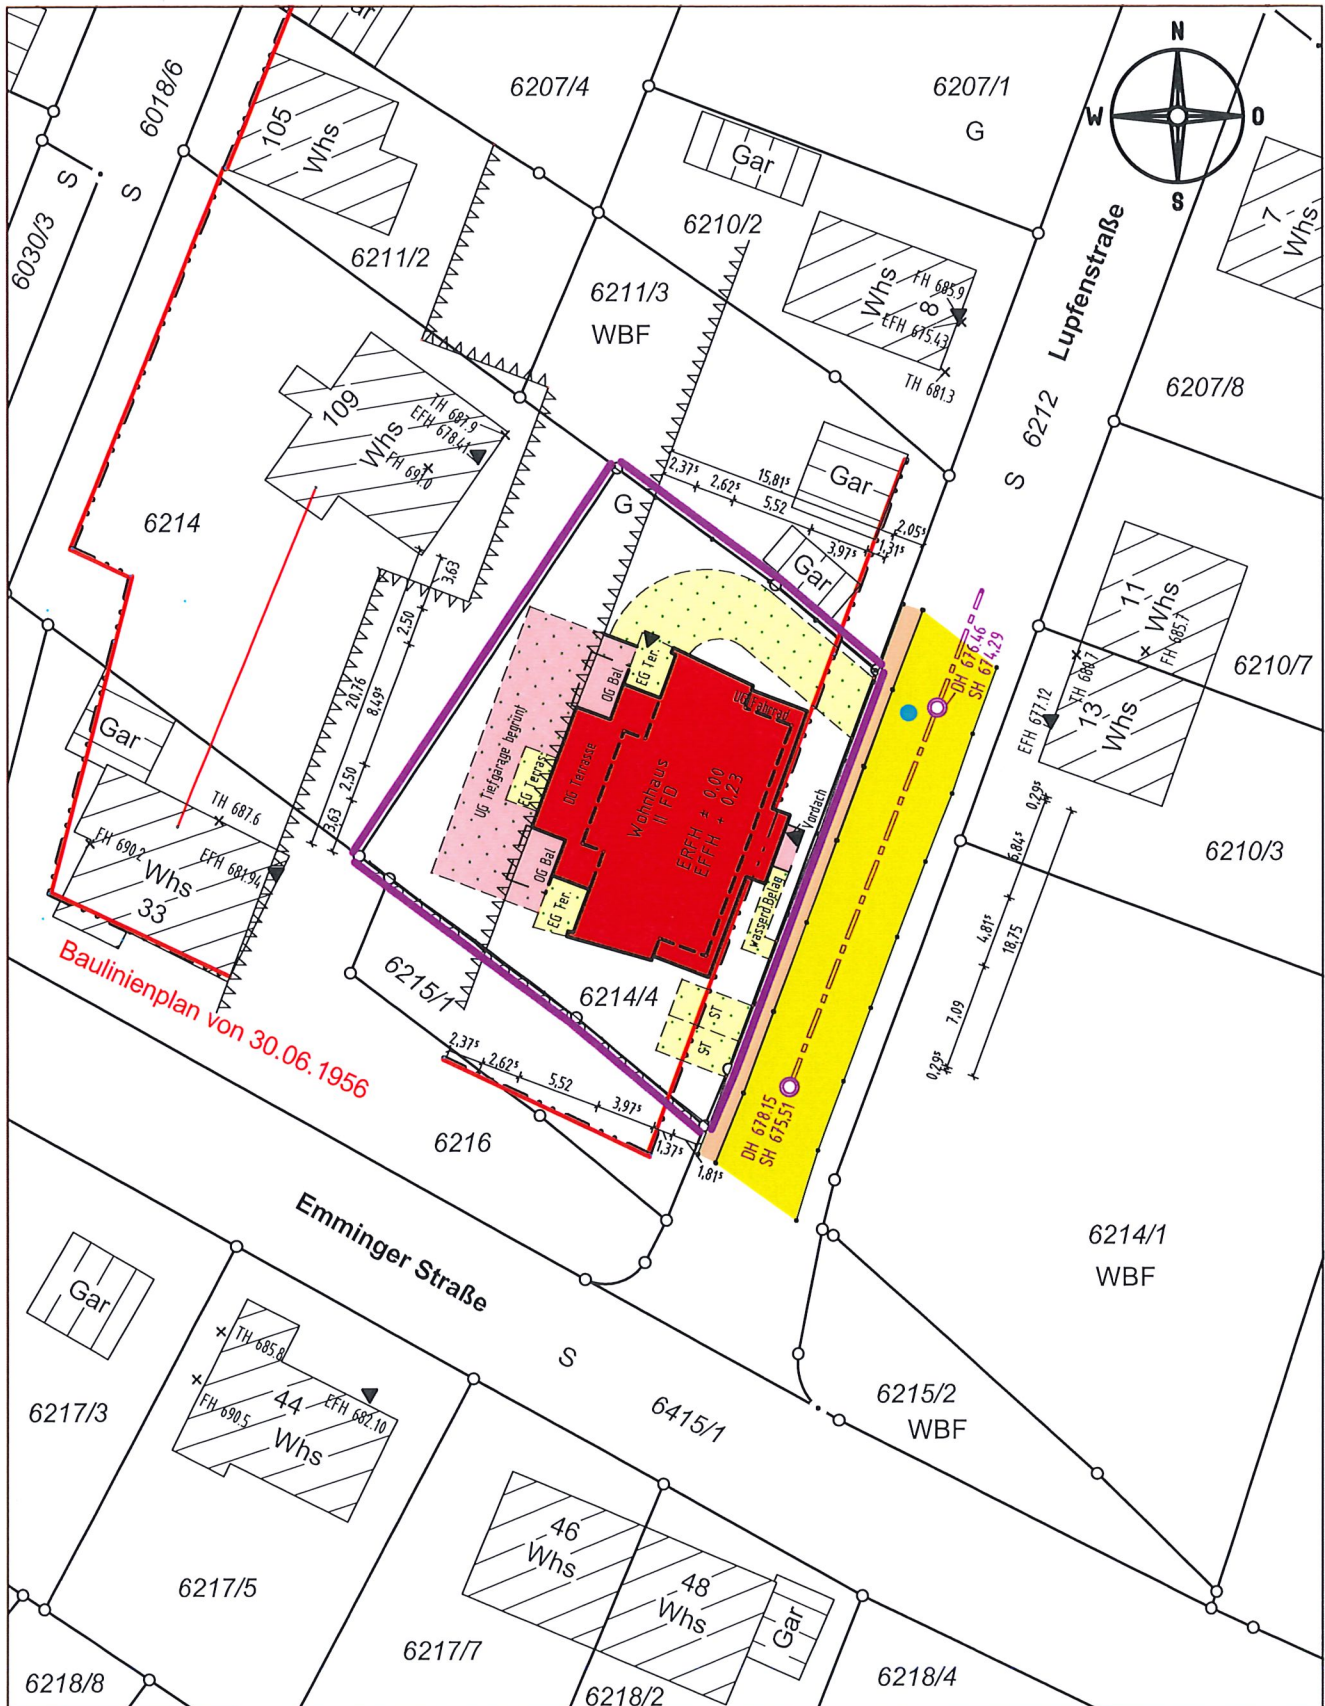 N
W
O
S
6018/6
105
Whs
Gar
6207/4
6207/1
G
Gar
6210/2
S
S
6030/3
6211/2
6211/3
WBF
Whs
8
FH 685.9
EFH 675.43
TH 681.3
Lupfenstraße
7
Whs
6207/8
S 6212
109
Whs
TH 687.9
EFH 678.41
FH 691.0
6214
G
2,37⁵
2,62⁵
15,81⁵
5,52
Gar
2,05⁵
3,97⁵
1,31⁵
Gar
3,63
2,50
20,76
8,49⁵
2,50
3,63
11
Whs
FH 685.7
6210/7
TH 680.7
13
Whs
EFH 677.12
DH 676.46
SH 674.29
OG Bal
EG Ter.
UG Fahrrad
UG Tiefgarage begrünt
EG Terras
OG Terrasse
Wohnhaus
II FD
ERFH ± 0.00
EFFH + 0.23
Vordach
OG Bal
EG Ter.
wasserd.Belag
Gar
TH 687.6
FH 690.2
EFH 681.94
Whs
33
0,29⁵
6,84⁵
4,81⁵
18,75
7,09
0,29⁵
6210/3
Baulinienplan von 30.06.1956
6215/1
6214/4
ST
ST
2,37⁵
2,62⁵
5,52
3,97⁵
1,37⁵
1,81⁵
DH 678.15
SH 675.51
6216
Emminger Straße
6214/1
WBF
Gar
TH 685.8
44
Whs
FH 690.5
EFH 682.10
S
6217/3
6415/1
6215/2
WBF
46
Whs
48
Whs
Gar
6217/5
6217/7
6218/8
6218/2
6218/4